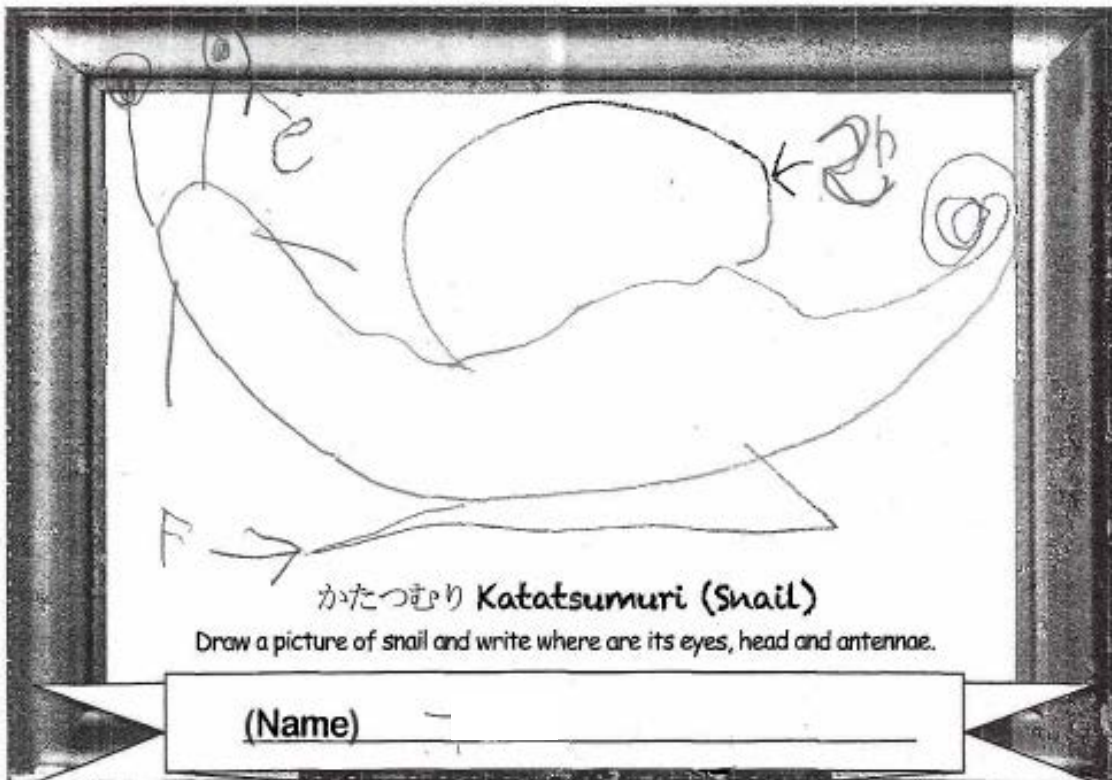 e
Sh
F
かたつむり Katatsumuri (Snail)
Draw a picture of snail and write where are its eyes, head and antennae.
(Name)